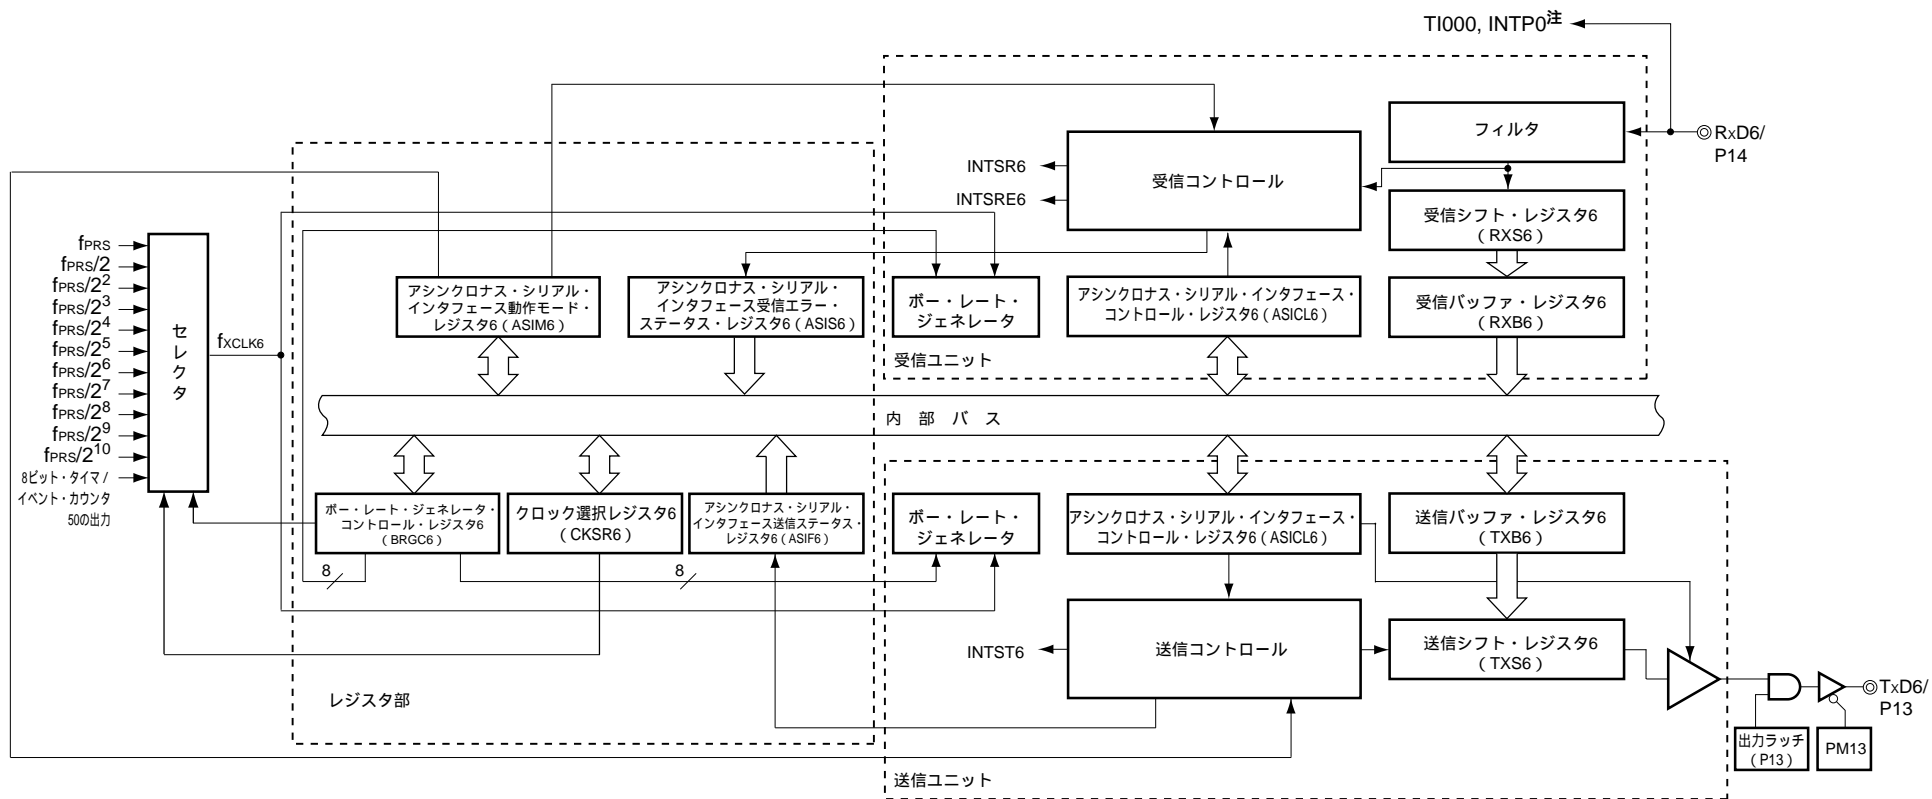 TI000, INTP0注
フィルタ
RxD6/
P14
INTSR6
INTSRE6
受信コントロール
受信シフト・レジスタ6
(RXS6)
fPRS
fPRS/2
fPRS/2^2
fPRS/2^3
fPRS/2^4
fPRS/2^5
fPRS/2^6
fPRS/2^7
fPRS/2^8
fPRS/2^9
fPRS/2^10
8ビット・タイマ/
イベント・カウンタ
50の出力
セレクタ
fXCLK6
アシンクロナス・シリアル・
インタフェース動作モード・
レジスタ6(ASIM6)
アシンクロナス・シリアル・
インタフェース受信エラー・
ステータス・レジスタ6(ASIS6)
ボー・レート・
ジェネレータ
アシンクロナス・シリアル・インタフェース・
コントロール・レジスタ6(ASICL6)
受信バッファ・レジスタ6
(RXB6)
受信ユニット
内部バス
ボー・レート・ジェネレータ・
コントロール・レジスタ6
(BRGC6)
クロック選択レジスタ6
(CKSR6)
アシンクロナス・シリアル・
インタフェース送信ステータス・
レジスタ6(ASIF6)
ボー・レート・
ジェネレータ
アシンクロナス・シリアル・インタフェース・
コントロール・レジスタ6(ASICL6)
送信バッファ・レジスタ6
(TXB6)
8
8
INTST6
送信コントロール
送信シフト・レジスタ6
(TXS6)
レジスタ部
TxD6/
P13
出力ラッチ
(P13)
PM13
送信ユニット